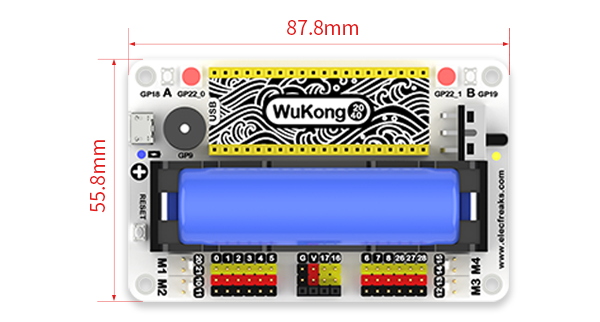 87.8mm
55.8mm
GP18 A GP22_0
GP22_1 B GP19
USB
WuKong 2040
GP9
RESET
www.elecfreaks.com
0 1 2 3 4 5
G V 17 16
6 7 8 26 27 28
M1
M2
M4
M3
20